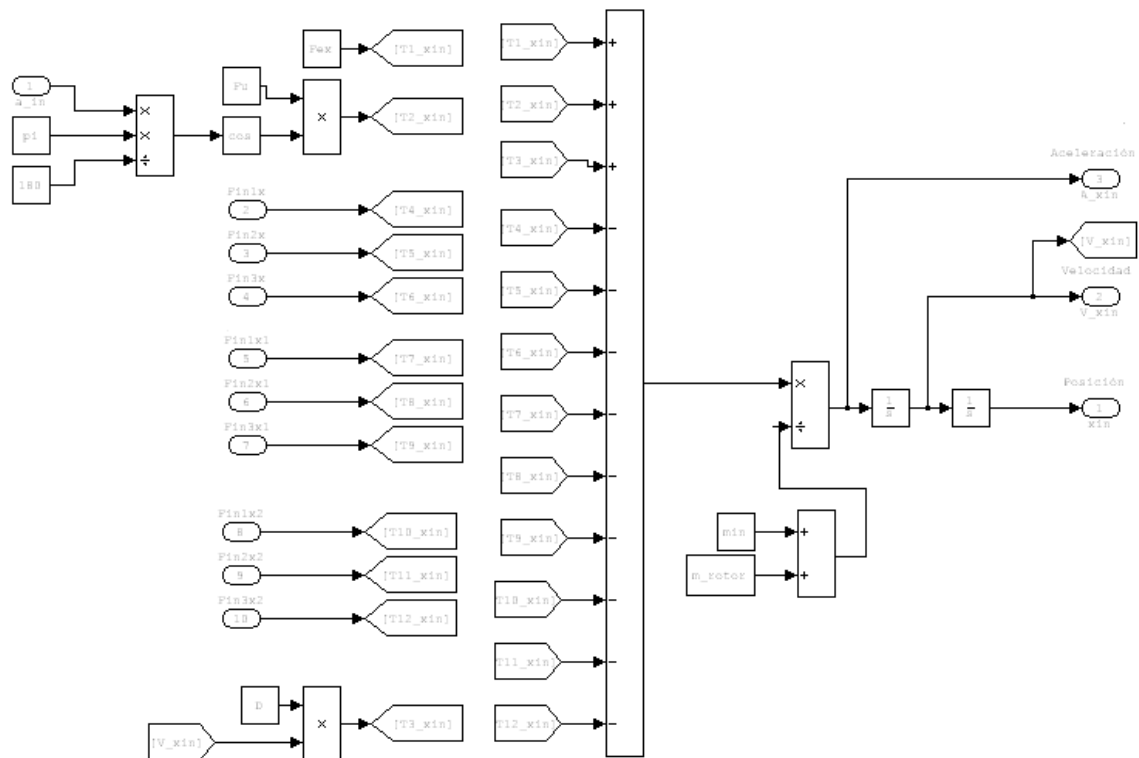 Fex
[T1_xin]
1
a_in
pi
180
×
×
÷
Fu
cos
×
[T2_xin]
Fin1x
2
[T4_xin]
Fin2x
3
[T5_xin]
Fin3x
4
[T6_xin]
Fin1x1
5
[T7_xin]
Fin2x1
6
[T8_xin]
Fin3x1
7
[T9_xin]
Fin1x2
8
[T10_xin]
Fin2x2
9
[T11_xin]
Fin3x2
10
[T12_xin]
D
[V_xin]
×
[T3_xin]
[T1_xin]
+
[T2_xin]
+
[T3_xin]
+
[T4_xin]
−
[T5_xin]
−
[T6_xin]
−
[T7_xin]
−
[T8_xin]
−
[T9_xin]
−
T10_xin]
−
T11_xin]
−
T12_xin]
−
×
÷
min
+
m_rotor
+
1
s
1
s
Aceleración
3
A_xin
[V_xin]
Velocidad
2
V_xin
Posición
1
xin